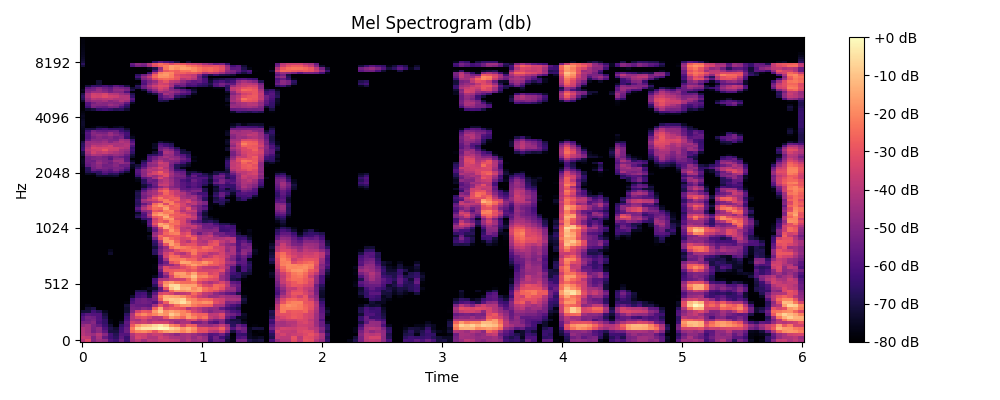 Mel Spectrogram (db)
8192
4096
2048
1024
512
0
Hz
0 1 2 3 4 5 6
Time
+0 dB
-10 dB
-20 dB
-30 dB
-40 dB
-50 dB
-60 dB
-70 dB
-80 dB